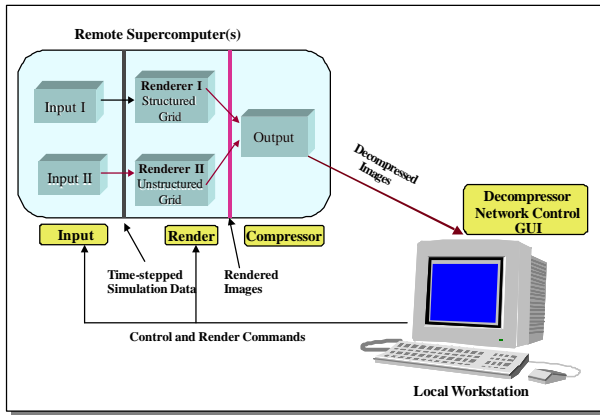 Remote Supercomputer(s)
Input I
Renderer I
Structured
Grid
Output
Input II
Renderer II
Unstructured
Grid
Decompressed
Images
Decompressor
Network Control
GUI
Input
Render
Compressor
Time-stepped
Simulation Data
Rendered
Images
Control and Render Commands
Local Workstation